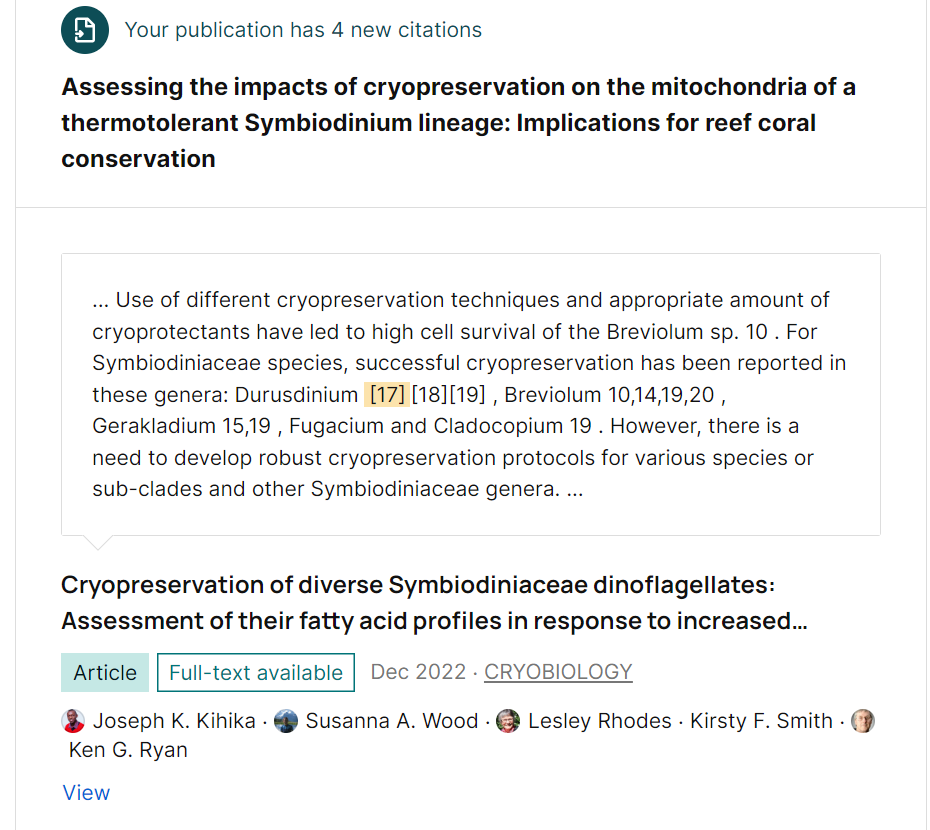 Your publication has 4 new citations
Assessing the impacts of cryopreservation on the mitochondria of a
thermotolerant Symbiodinium lineage: Implications for reef coral
conservation
... Use of different cryopreservation techniques and appropriate amount of
cryoprotectants have led to high cell survival of the Breviolum sp. 10 . For
Symbiodiniaceae species, successful cryopreservation has been reported in
these genera: Durusdinium [17][18][19] , Breviolum 10,14,19,20 ,
Gerakladium 15,19 , Fugacium and Cladocopium 19 . However, there is a
need to develop robust cryopreservation protocols for various species or
sub-clades and other Symbiodiniaceae genera. ...
Cryopreservation of diverse Symbiodiniaceae dinoflagellates:
Assessment of their fatty acid profiles in response to increased...
Article Full-text available Dec 2022 · CRYOBIOLOGY
Joseph K. Kihika · Susanna A. Wood · Lesley Rhodes · Kirsty F. Smith ·
Ken G. Ryan
View